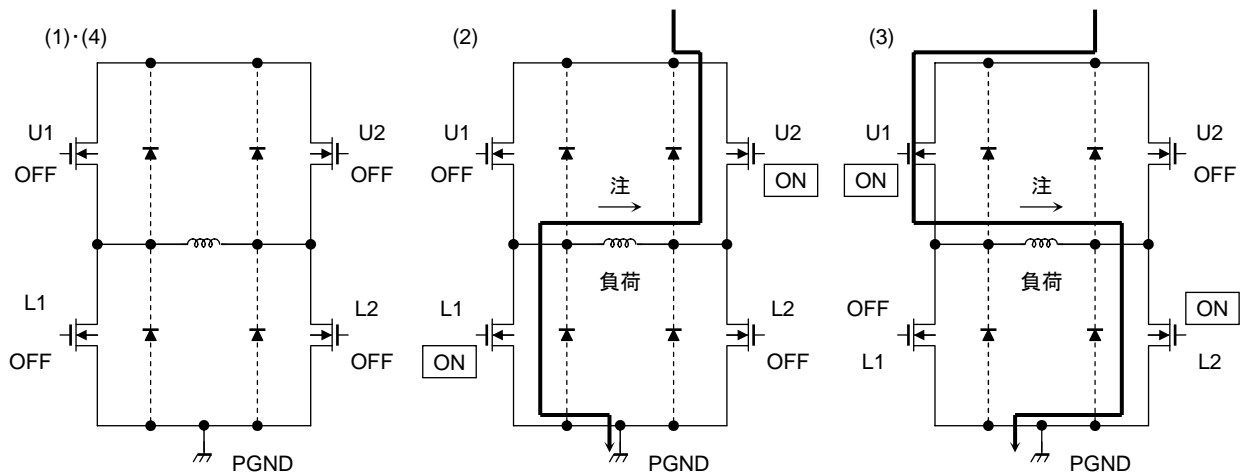 (1)･(4)
U1
OFF
U2
OFF
L1
OFF
L2
OFF
PGND
(2)
U1
OFF
U2
ON
注
負荷
L1
ON
L2
OFF
PGND
(3)
U1
ON
U2
OFF
注
負荷
OFF
L1
ON
L2
PGND